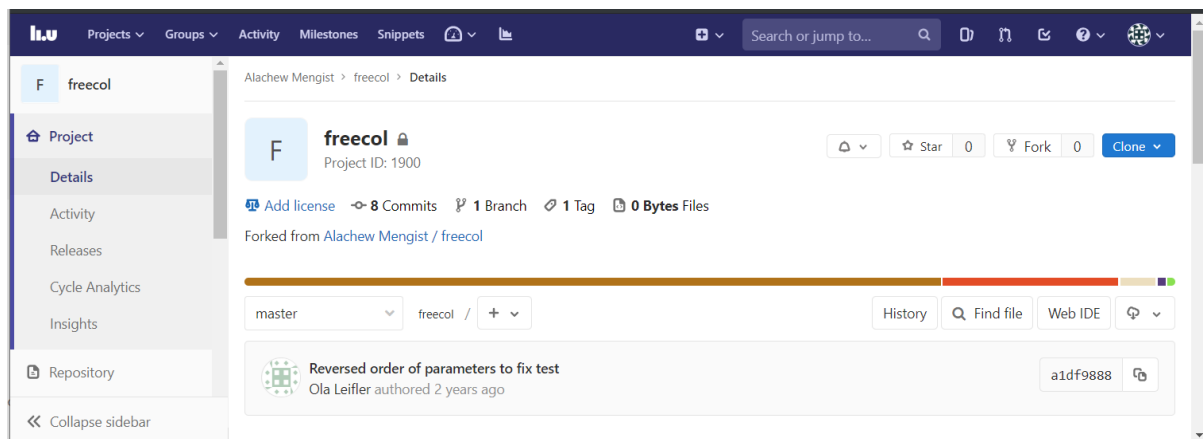 li.u Projects Groups Activity Milestones Snippets Search or jump to...
F freecol
Project
Details
Activity
Releases
Cycle Analytics
Insights
Repository
Collapse sidebar
Alachew Mengist > freecol > Details
F
freecol
Project ID: 1900
Star 0 Fork 0 Clone
Add license 8 Commits 1 Branch 1 Tag 0 Bytes Files
Forked from Alachew Mengist / freecol
master freecol / + History Find file Web IDE
Reversed order of parameters to fix test
Ola Leifler authored 2 years ago
a1df9888